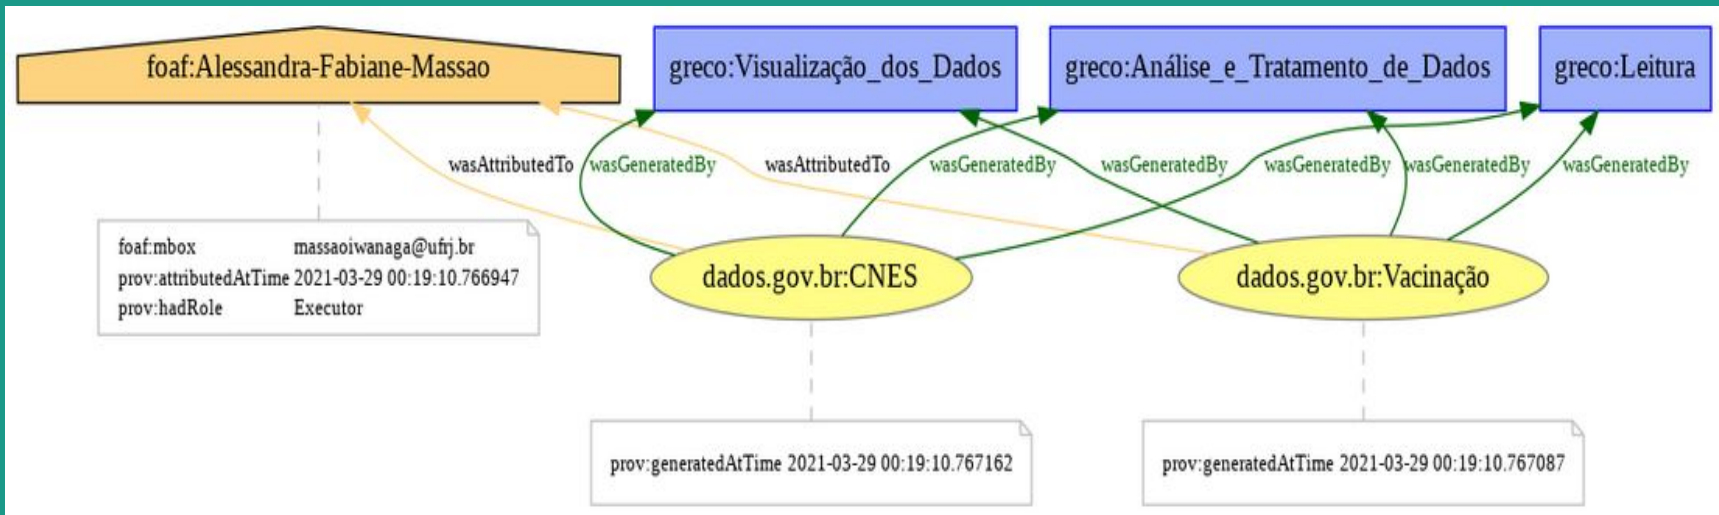 foaf:Alessandra-Fabiane-Massao
greco:Visualização_dos_Dados
greco:Análise_e_Tratamento_de_Dados
greco:Leitura
wasAttributedTo
wasGeneratedBy
wasAttributedTo
wasGeneratedBy
wasGeneratedBy
wasGeneratedBy
wasGeneratedBy
wasGeneratedBy
foaf:mbox massaoiwanaga@ufrj.br
prov:attributedAtTime 2021-03-29 00:19:10.766947
prov:hadRole Executor
dados.gov.br:CNES
dados.gov.br:Vacinação
prov:generatedAtTime 2021-03-29 00:19:10.767162
prov:generatedAtTime 2021-03-29 00:19:10.767087